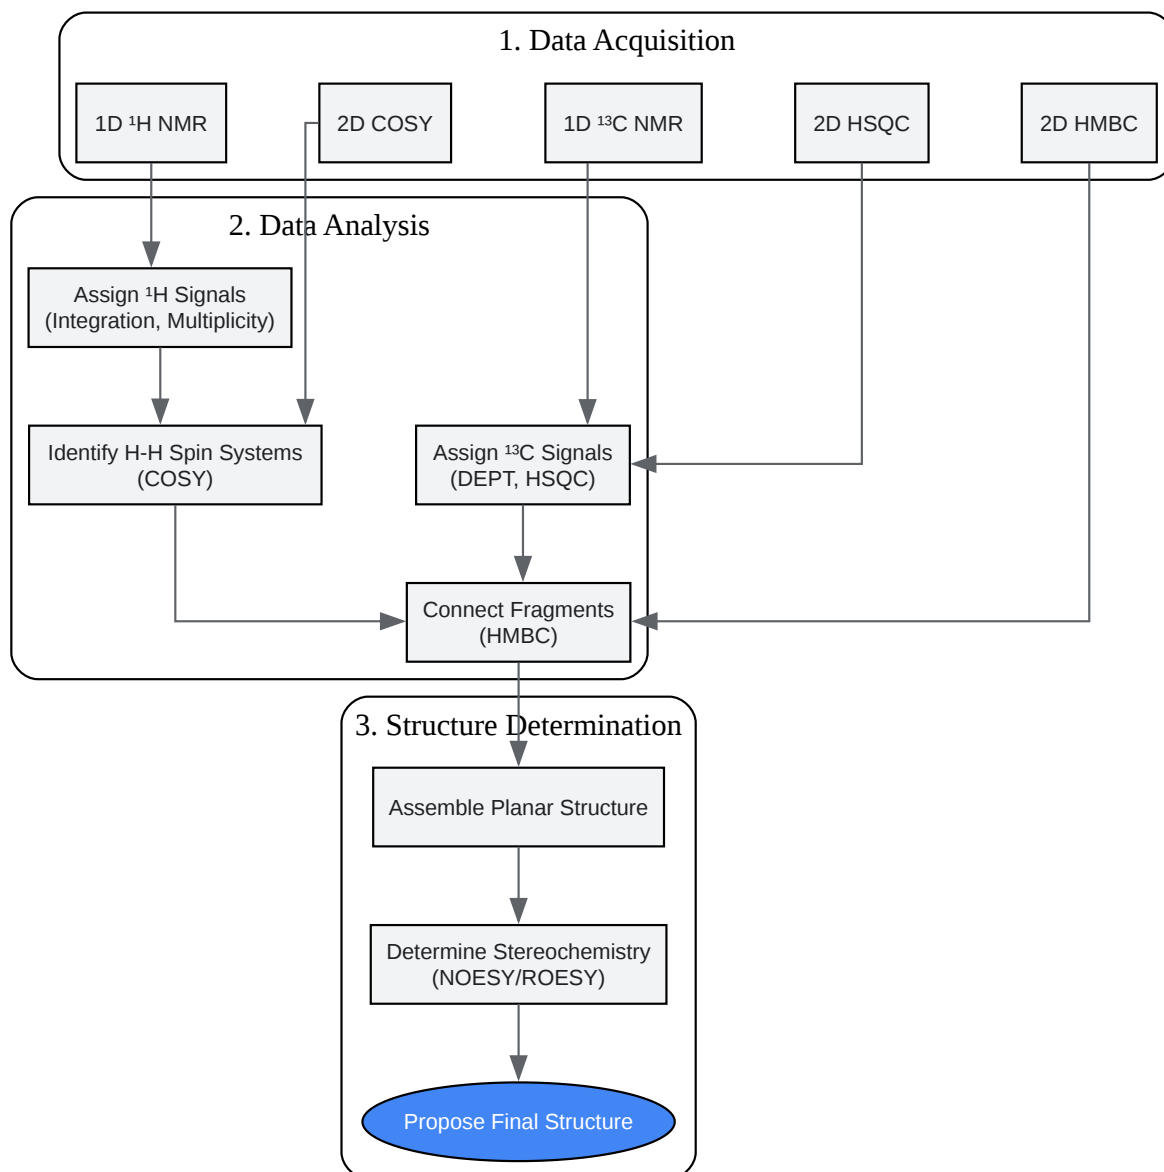 1. Data Acquisition
1D ¹H NMR
2D COSY
1D ¹³C NMR
2D HSQC
2D HMBC
2. Data Analysis
Assign ¹H Signals
(Integration, Multiplicity)
Identify H-H Spin Systems
(COSY)
Assign ¹³C Signals
(DEPT, HSQC)
Connect Fragments
(HMBC)
3. Structure Determination
Assemble Planar Structure
Determine Stereochemistry
(NOESY/ROESY)
Propose Final Structure